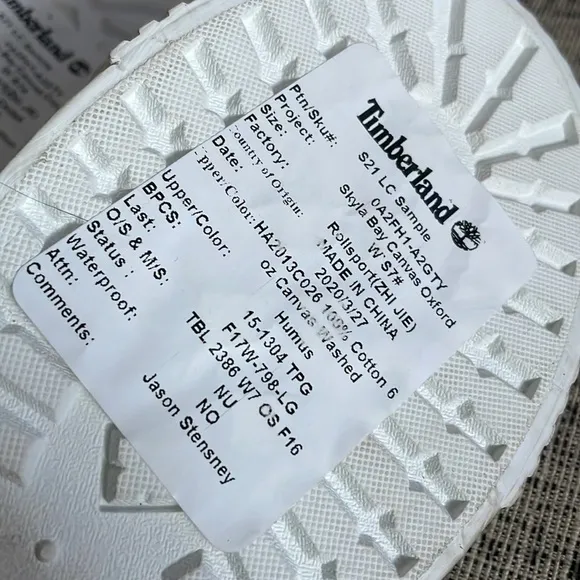 Timberland
S21 LC Sample
Ptn/Sku#: 0A2FH1-A2GTY
Project: Skyla Bay Canvas Oxford
Size: W S7#
Factory: Rollsport(ZHI JIE)
Country of Origin: MADE IN CHINA
Date: 2020/3/27
Upper/Color: HA2013C026 100% Cotton 6
oz Canvas Washed
Upper/Color: Humus
15-1304 TPG
BPCS: F17W-798-LG
Last: TBL 2386 W7 OS F16
O/S & M/S: NU
Status :
Waterproof: NO
Attn: Jason Stensney
Comments:
Timberland